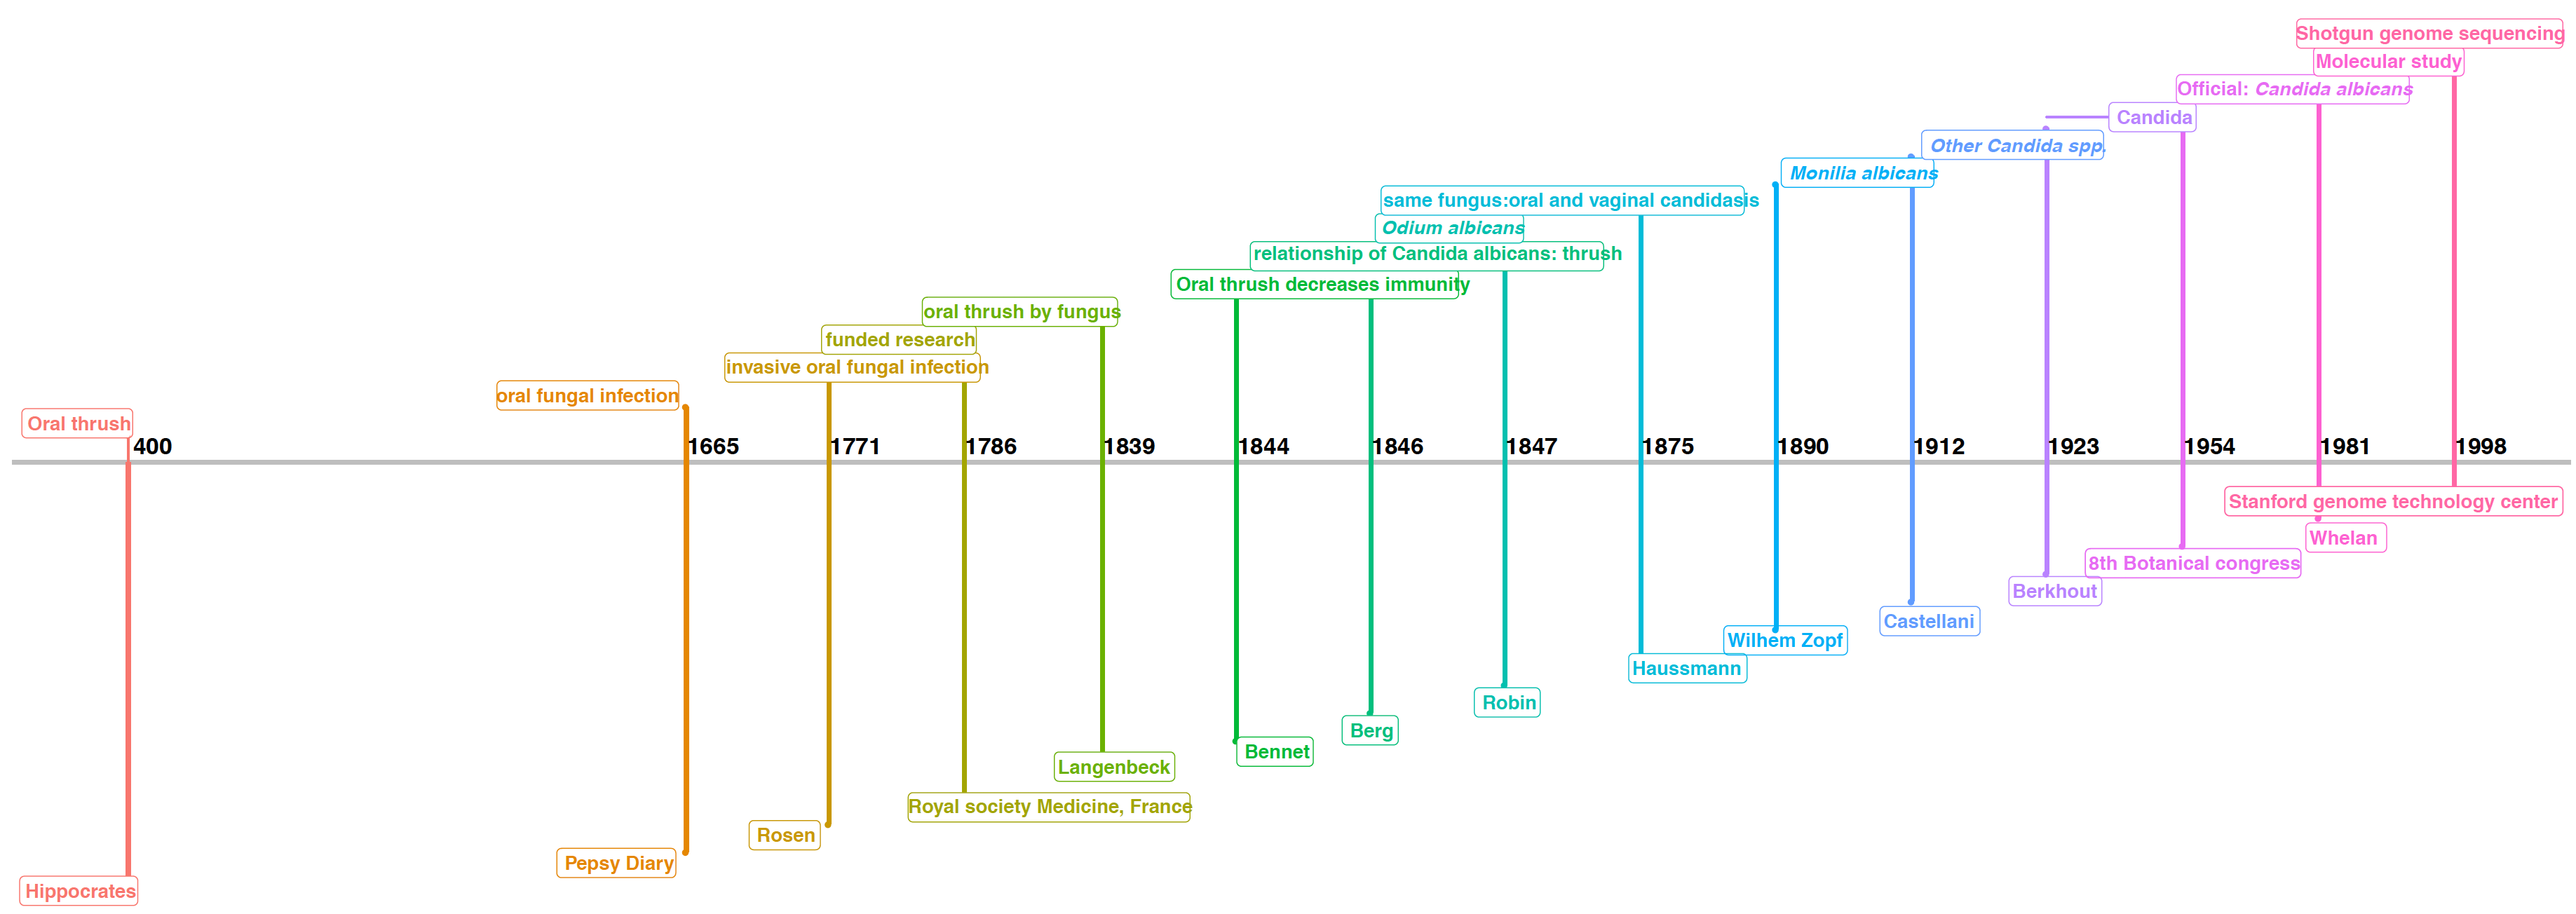 Shotgun genome sequencing
Molecular study
Official: Candida albicans
Candida
Other Candida spp.
Monilia albicans
same fungus:oral and vaginal candidasis
Odium albicans
relationship of Candida albicans: thrush
Oral thrush decreases immunity
oral thrush by fungus
funded research
invasive oral fungal infection
oral fungal infection
Oral thrush
400 1665 1771 1786 1839 1844 1846 1847 1875 1890 1912 1923 1954 1981 1998
Stanford genome technology center
Whelan
8th Botanical congress
Berkhout
Castellani
Wilhem Zopf
Haussmann
Robin
Berg
Bennet
Langenbeck
Royal society Medicine, France
Rosen
Pepsy Diary
Hippocrates